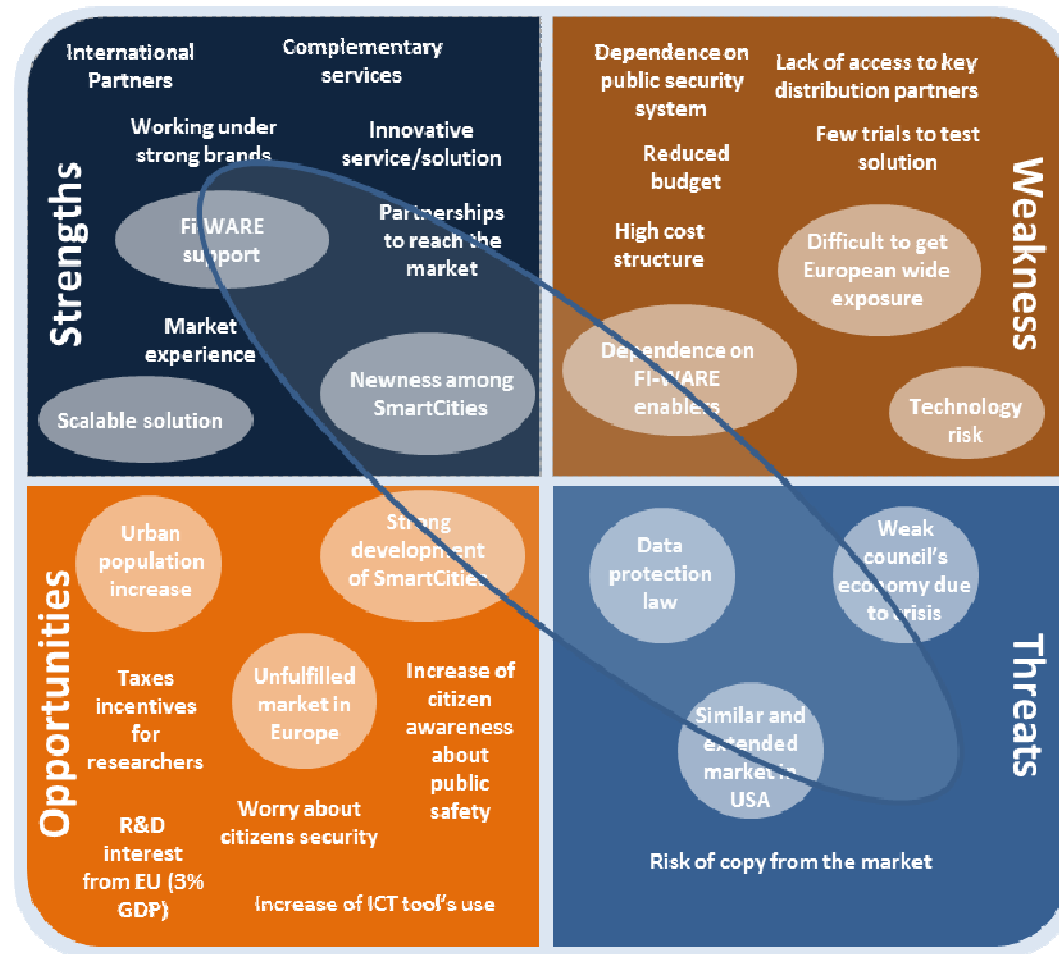 Strengths
International
Partners
Complementary
services
Working under
strong brands
Innovative
service/solution
Fi-WARE
support
Partnerships
to reach the
market
Market
experience
Scalable solution
Newness among
SmartCities
Weakness
Dependence on
public security
system
Lack of access to key
distribution partners
Reduced
budget
Few trials to test
solution
High cost
structure
Difficult to get
European wide
exposure
Dependence on
FI-WARE
enablers
Technology
risk
Opportunities
Urban
population
increase
Strong
development
of SmartCities
Taxes
incentives
for
researchers
Unfulfilled
market in
Europe
Increase of
citizen
awareness
about
public
safety
R&D
interest
from EU (3%
GDP)
Worry about
citizens security
Increase of ICT tool's use
Threats
Data
protection
law
Weak
council's
economy due
to crisis
Similar and
extended
market in
USA
Risk of copy from the market